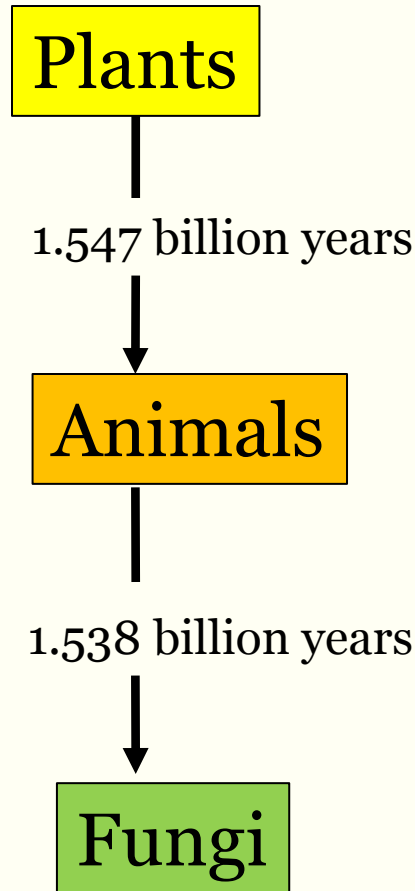 Plants
1.547 billion years
Animals
1.538 billion years
Fungi